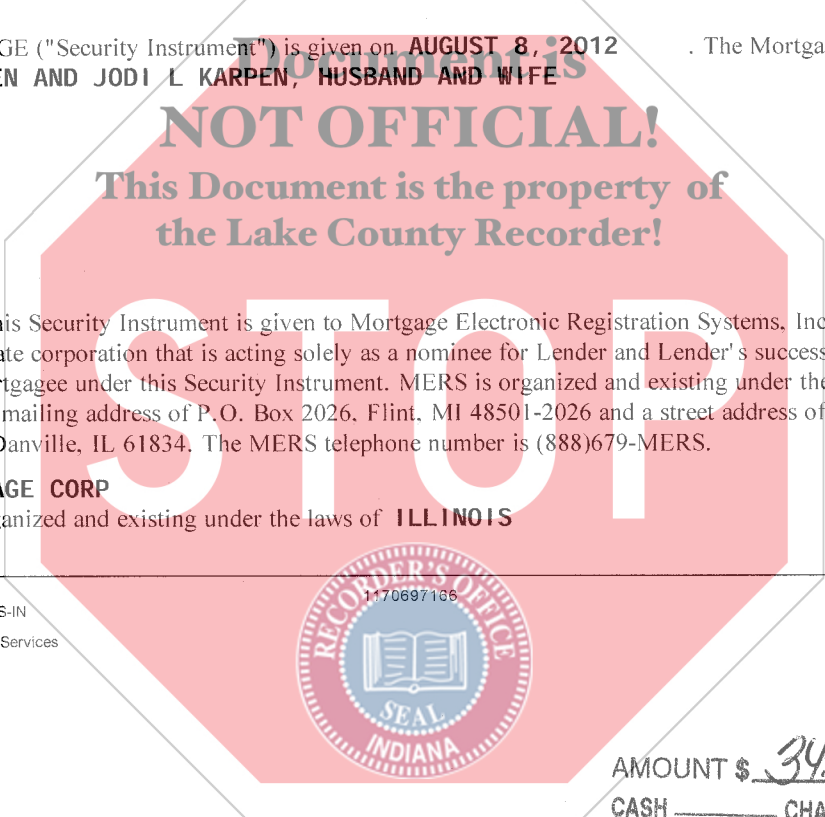 GE ("Security Instrument") is given on AUGUST 8, 2012 . The Mortga
EN AND JODI L KARPEN, HUSBAND AND WIFE
Document is
NOT OFFICIAL!
This Document is the property of
the Lake County Recorder!
STOP
his Security Instrument is given to Mortgage Electronic Registration Systems, Inc
ate corporation that is acting solely as a nominee for Lender and Lender's success
rtgagee under this Security Instrument. MERS is organized and existing under the
mailing address of P.O. Box 2026, Flint, MI 48501-2026 and a street address of
Danville, IL 61834. The MERS telephone number is (888)679-MERS.
AGE CORP
ganized and existing under the laws of ILLINOIS
1170697166
S-IN
Services
RECORDER'S OFFICE
SEAL
INDIANA
AMOUNT $ 34
CASH CHA